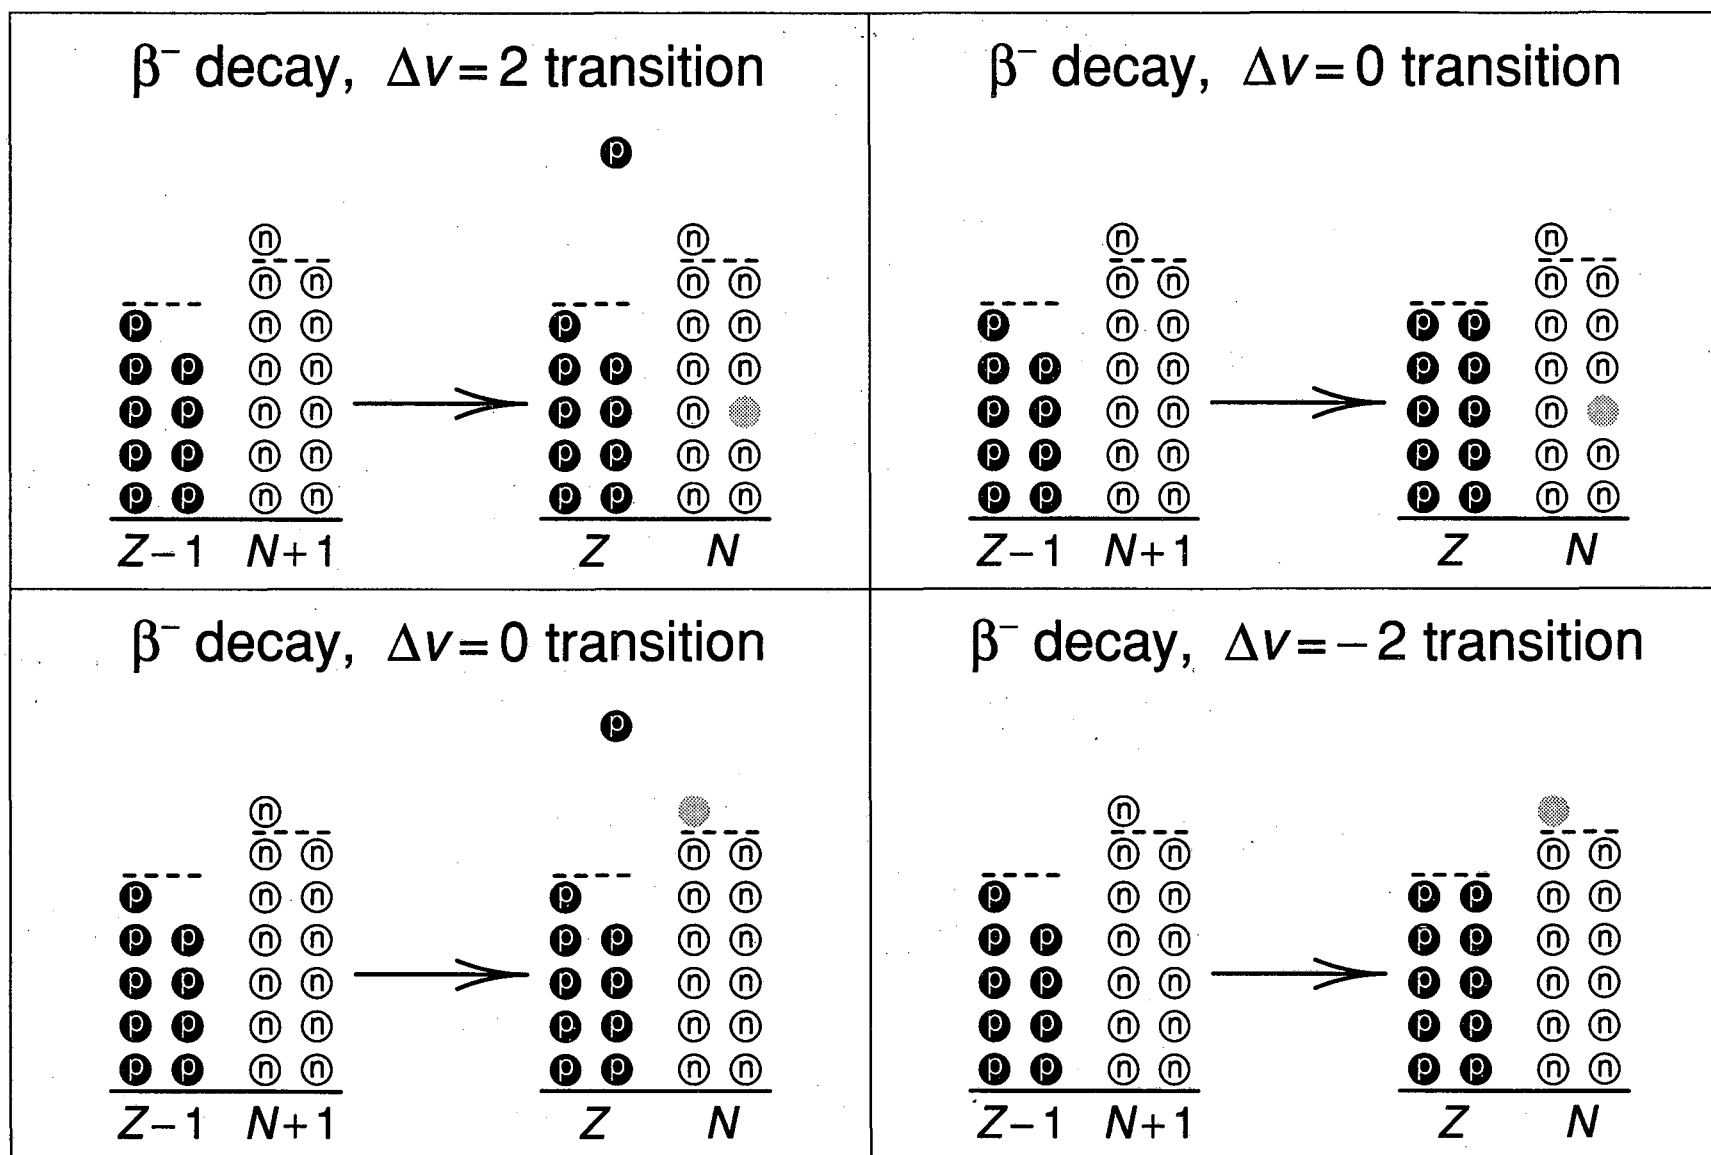 β⁻ decay, Δv = 2 transition
p
n n
n n n
p n n p n n
p p n n p p n n
p p n n p p n
p p n n p p n n
p p n n p p n n
Z−1 N+1 Z N
β⁻ decay, Δv = 0 transition
n n
n n n n
p n n p p n n
p p n n p p n n
p p n n p p n
p p n n p p n n
p p n n p p n n
Z−1 N+1 Z N
β⁻ decay, Δv = 0 transition
p
n
n n n n
p n n p n n
p p n n p p n n
p p n n p p n n
p p n n p p n n
p p n n p p n n
Z−1 N+1 Z N
β⁻ decay, Δv = −2 transition
n
n n n n
p n n p p n n
p p n n p p n n
p p n n p p n n
p p n n p p n n
p p n n p p n n
Z−1 N+1 Z N